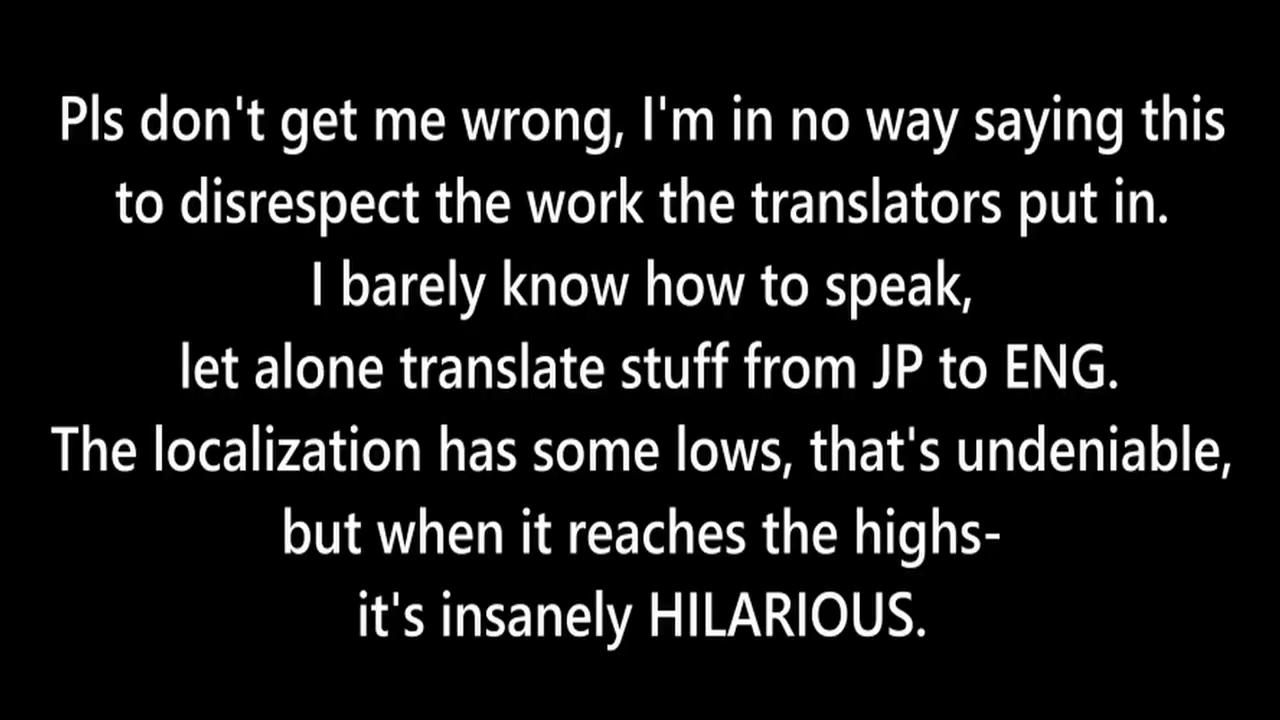 Pls don't get me wrong, I'm in no way saying this
to disrespect the work the translators put in.
I barely know how to speak,
let alone translate stuff from JP to ENG.
The localization has some lows, that's undeniable,
but when it reaches the highs-
it's insanely HILARIOUS.